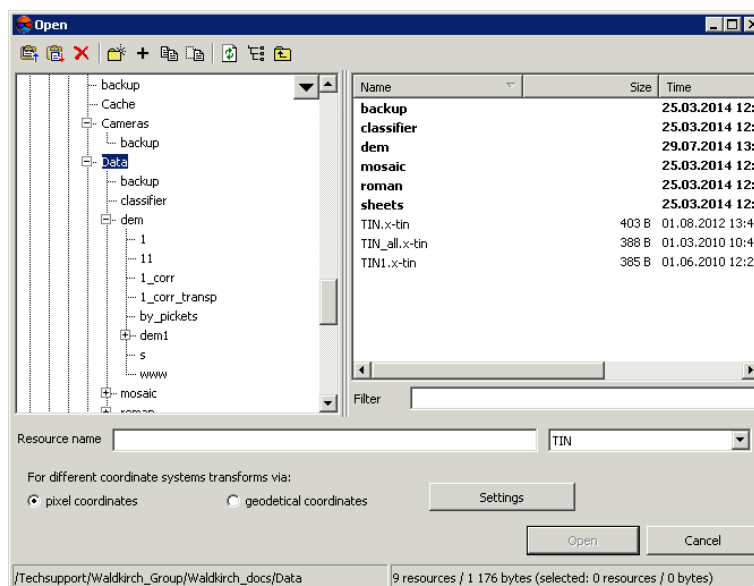 Open
backup
Cache
Cameras
backup
Data
backup
classifier
dem
1
11
1_corr
1_corr_transp
by_pickets
dem1
s
www
mosaic
roman
Name Size Time
backup 25.03.2014 12:
classifier 25.03.2014 12:
dem 29.07.2014 13:
mosaic 25.03.2014 12:
roman 25.03.2014 12:
sheets 25.03.2014 12:
TIN.x-tin 403 B 01.08.2012 13:4
TIN_all.x-tin 388 B 01.03.2010 10:4
TIN1.x-tin 385 B 01.06.2010 12:2
Filter
Resource name TIN
For different coordinate systems transforms via:
pixel coordinates geodetical coordinates Settings
Open Cancel
/Techsupport/Waldkirch_Group/Waldkirch_docs/Data 9 resources / 1 176 bytes (selected: 0 resources / 0 bytes)